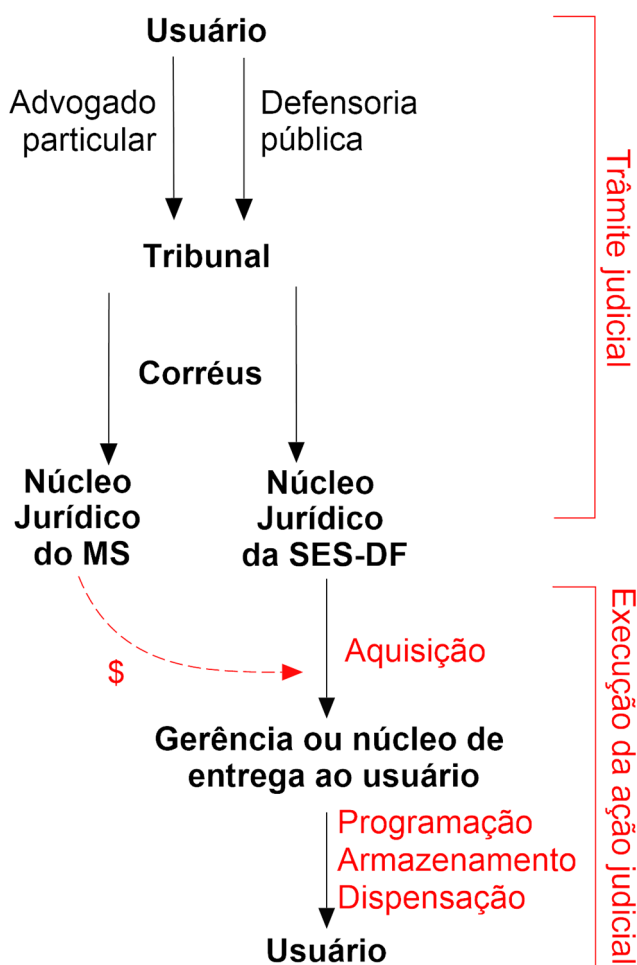 Usuário
Advogado
particular
Defensoria
pública
Tribunal
Corréus
Núcleo
Jurídico
do MS
Núcleo
Jurídico
da SES-DF
Trâmite judicial
$
Aquisição
Gerência ou núcleo de
entrega ao usuário
Programação
Armazenamento
Dispensação
Usuário
Execução da ação judicial